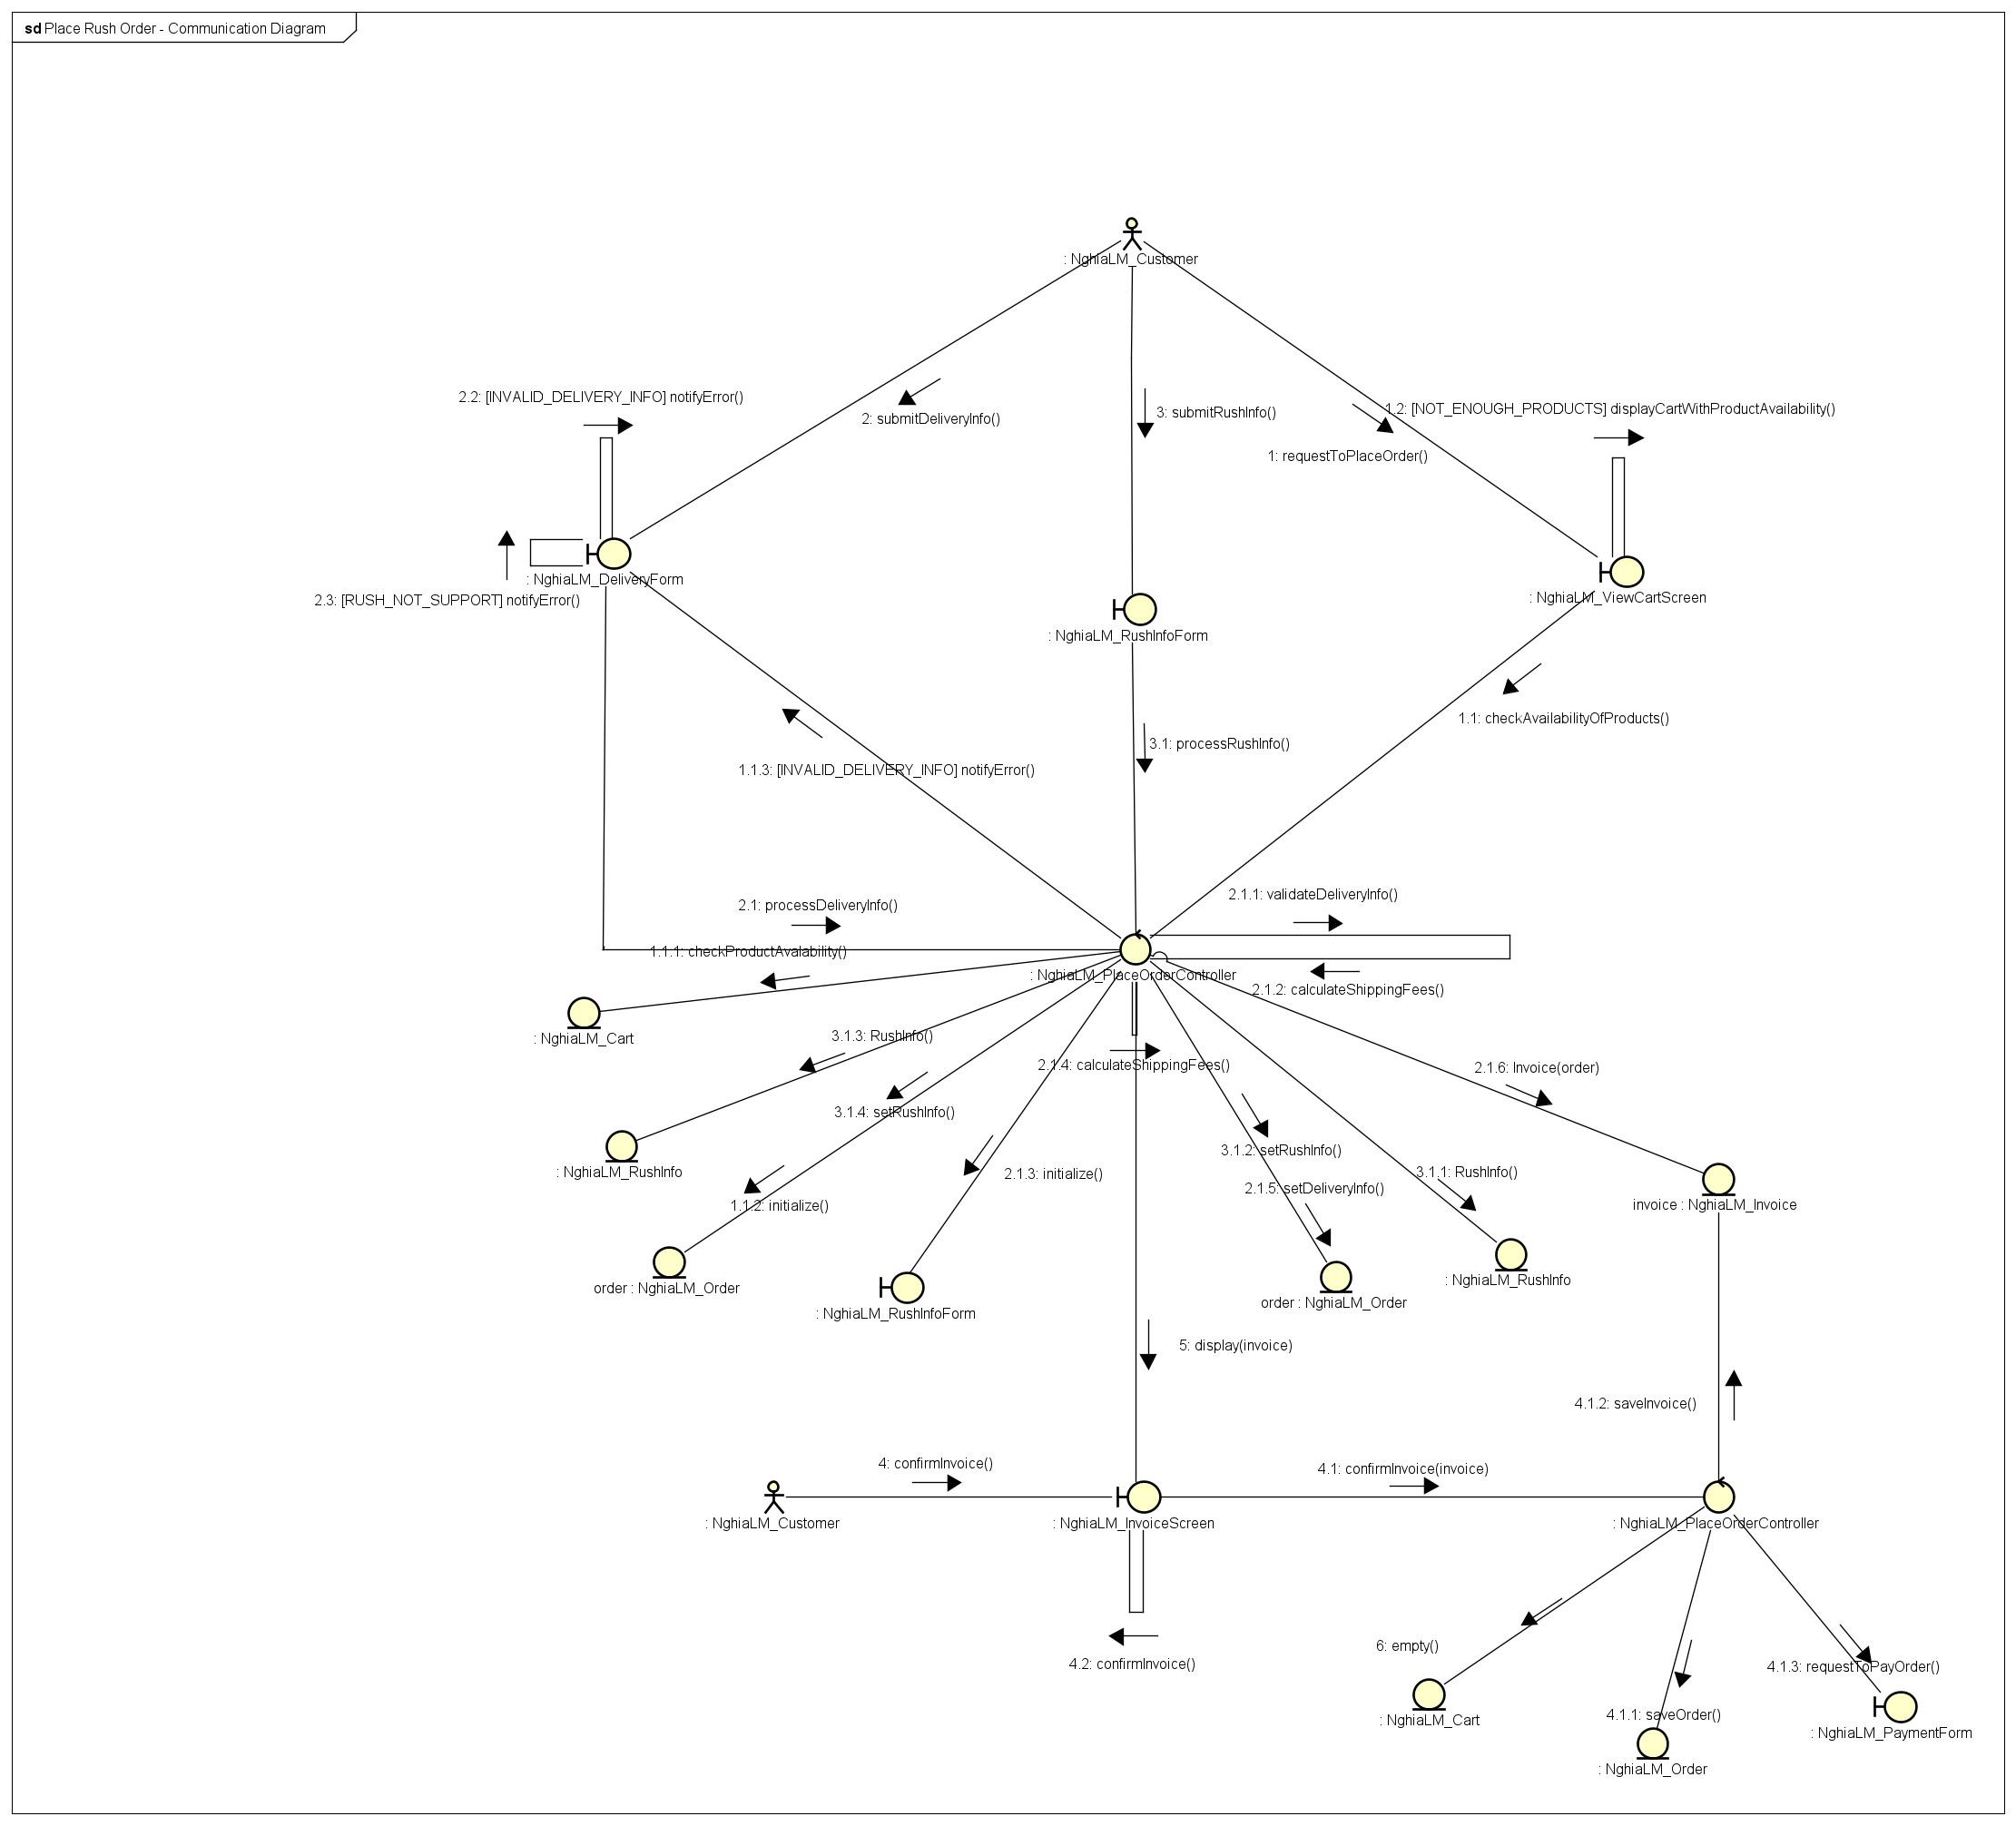 sd Place Rush Order - Communication Diagram
: NghiaLM_Customer
2.2: [INVALID_DELIVERY_INFO] notifyError()
2: submitDeliveryInfo()
3: submitRushInfo()
1.2: [NOT_ENOUGH_PRODUCTS] displayCartWithProductAvailability()
1: requestToPlaceOrder()
: NghiaLM_DeliveryForm
2.3: [RUSH_NOT_SUPPORT] notifyError()
: NghiaLM_ViewCartScreen
: NghiaLM_RushInfoForm
1.1: checkAvailabilityOfProducts()
3.1: processRushInfo()
1.1.3: [INVALID_DELIVERY_INFO] notifyError()
2.1.1: validateDeliveryInfo()
2.1: processDeliveryInfo()
1.1.1: checkProductAvalability()
: NghiaLM_PlaceOrderController
2.1.2: calculateShippingFees()
: NghiaLM_Cart
3.1.3: RushInfo()
2.1.4: calculateShippingFees()
2.1.6: Invoice(order)
3.1.4: setRushInfo()
3.1.2: setRushInfo()
: NghiaLM_RushInfo
2.1.3: initialize()
3.1.1: RushInfo()
2.1.5: setDeliveryInfo()
1.1.2: initialize()
invoice : NghiaLM_Invoice
order : NghiaLM_Order
: NghiaLM_RushInfoForm
order : NghiaLM_Order
: NghiaLM_RushInfo
5: display(invoice)
4.1.2: saveInvoice()
4: confirmInvoice()
4.1: confirmInvoice(invoice)
: NghiaLM_Customer
: NghiaLM_InvoiceScreen
: NghiaLM_PlaceOrderController
6: empty()
4.2: confirmInvoice()
4.1.3: requestToPayOrder()
4.1.1: saveOrder()
: NghiaLM_Cart
: NghiaLM_PaymentForm
: NghiaLM_Order